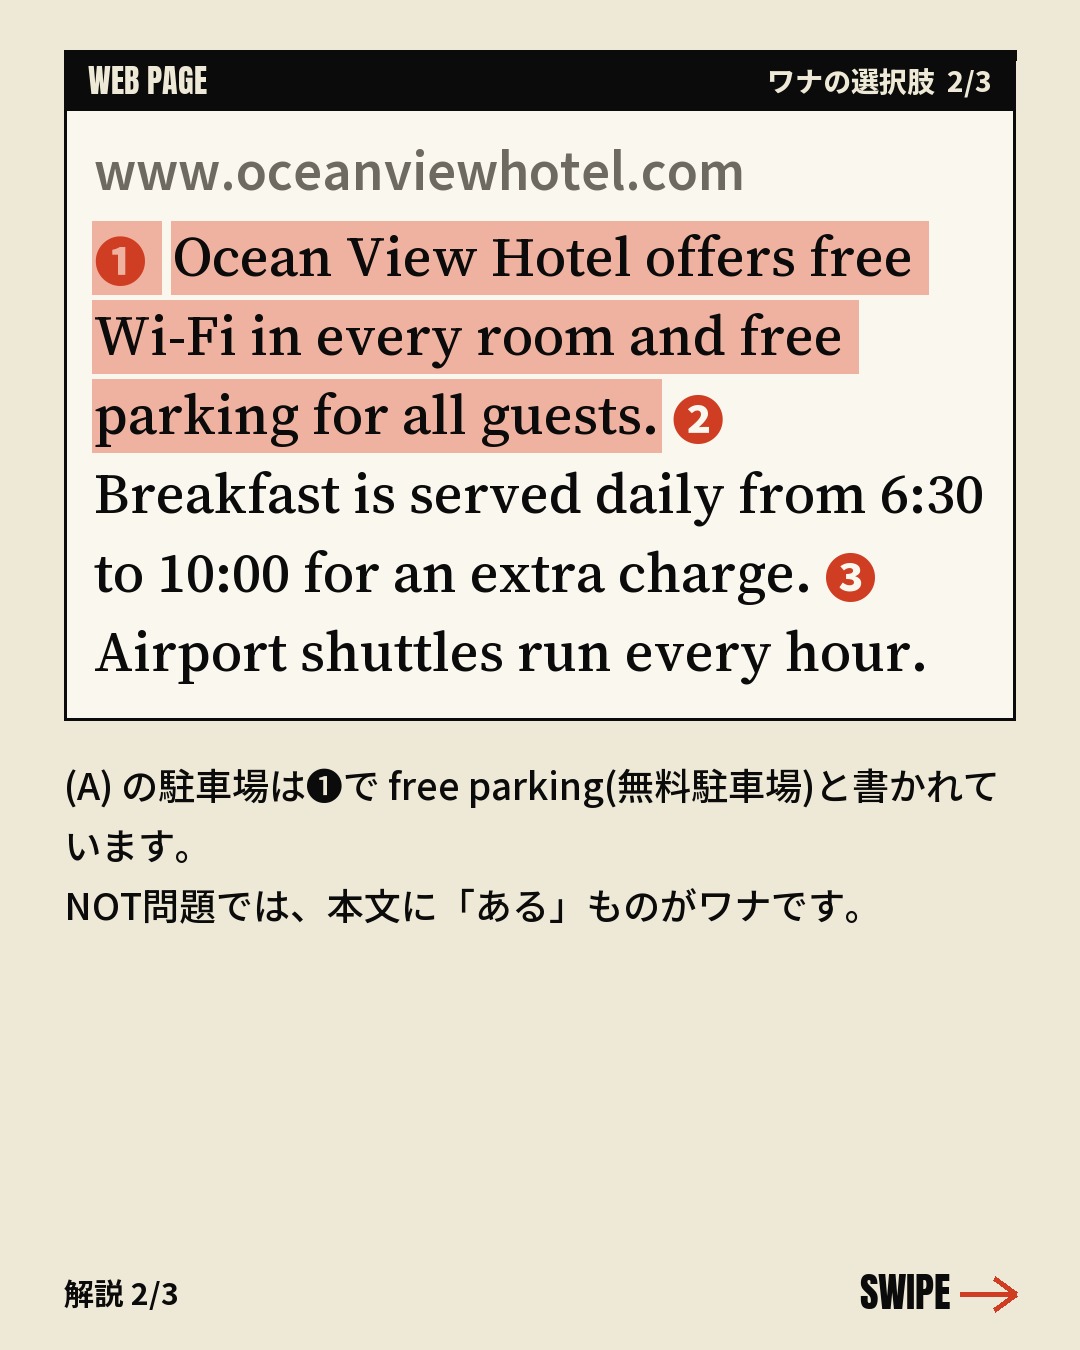 WEB PAGE
ワナの選択肢 2/3
www.oceanviewhotel.com
❶ Ocean View Hotel offers free
Wi-Fi in every room and free
parking for all guests. ❷
Breakfast is served daily from 6:30
to 10:00 for an extra charge. ❸
Airport shuttles run every hour.
(A) の駐車場は❶で free parking(無料駐車場)と書かれて
います。
NOT問題では、本文に「ある」ものがワナです。
解説 2/3
SWIPE